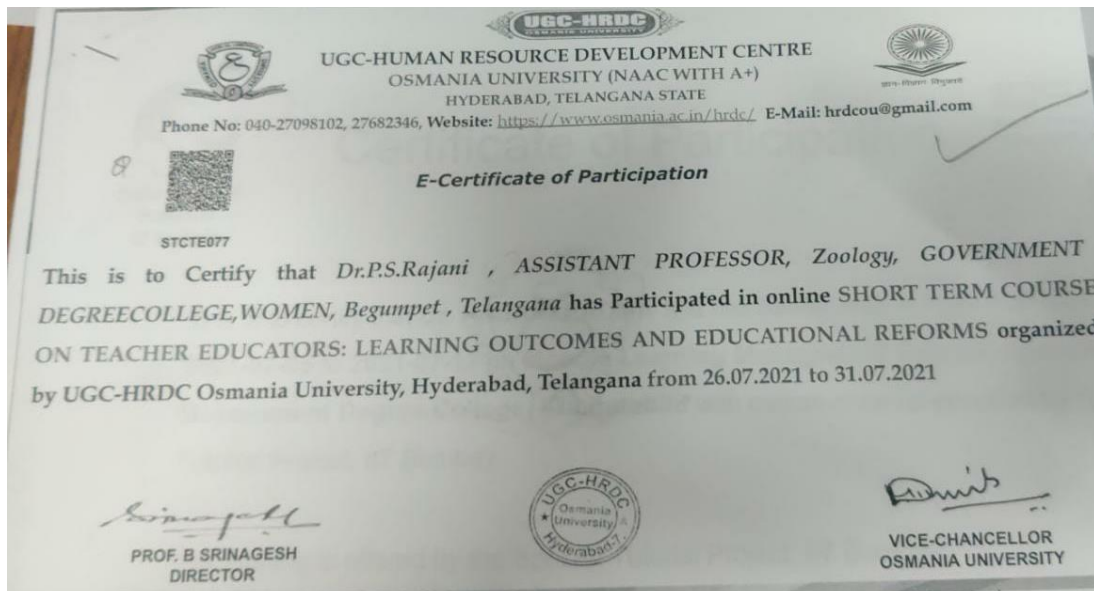 UGC-HRDC
OSMANIA UNIVERSITY
UGC-HUMAN RESOURCE DEVELOPMENT CENTRE
OSMANIA UNIVERSITY (NAAC WITH A+)
HYDERABAD, TELANGANA STATE
ज्ञान-विज्ञान विमुक्तये
Phone No: 040-27098102, 27682346, Website: https://www.osmania.ac.in/hrdc/ E-Mail: hrdcou@gmail.com
E-Certificate of Participation
STCTE077
This is to Certify that Dr.P.S.Rajani , ASSISTANT PROFESSOR, Zoology, GOVERNMENT
DEGREECOLLEGE,WOMEN, Begumpet , Telangana has Participated in online SHORT TERM COURSE
ON TEACHER EDUCATORS: LEARNING OUTCOMES AND EDUCATIONAL REFORMS organized
by UGC-HRDC Osmania University, Hyderabad, Telangana from 26.07.2021 to 31.07.2021
UGC-HRDC
Osmania
University
Hyderabad-7.
PROF. B SRINAGESH
DIRECTOR
VICE-CHANCELLOR
OSMANIA UNIVERSITY